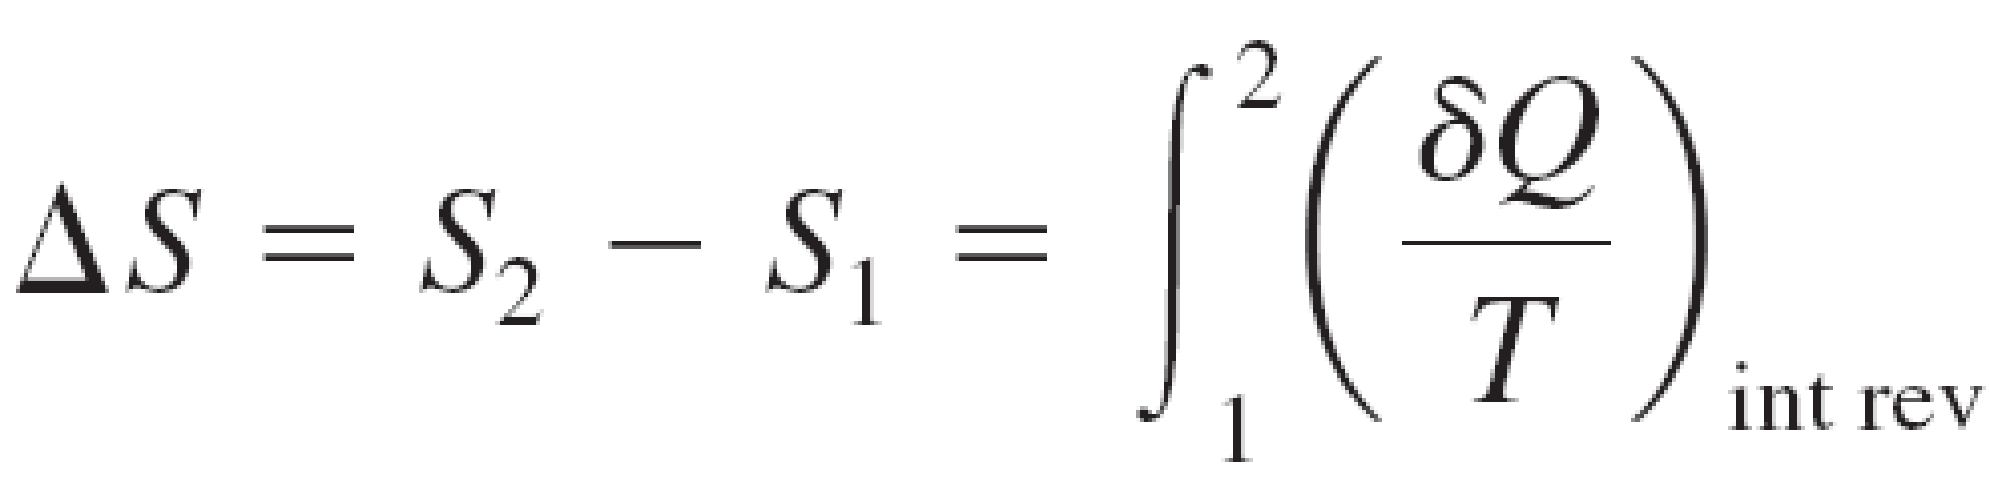 ΔS = S₂ − S₁ = ∫₁² (δQ/T)int rev